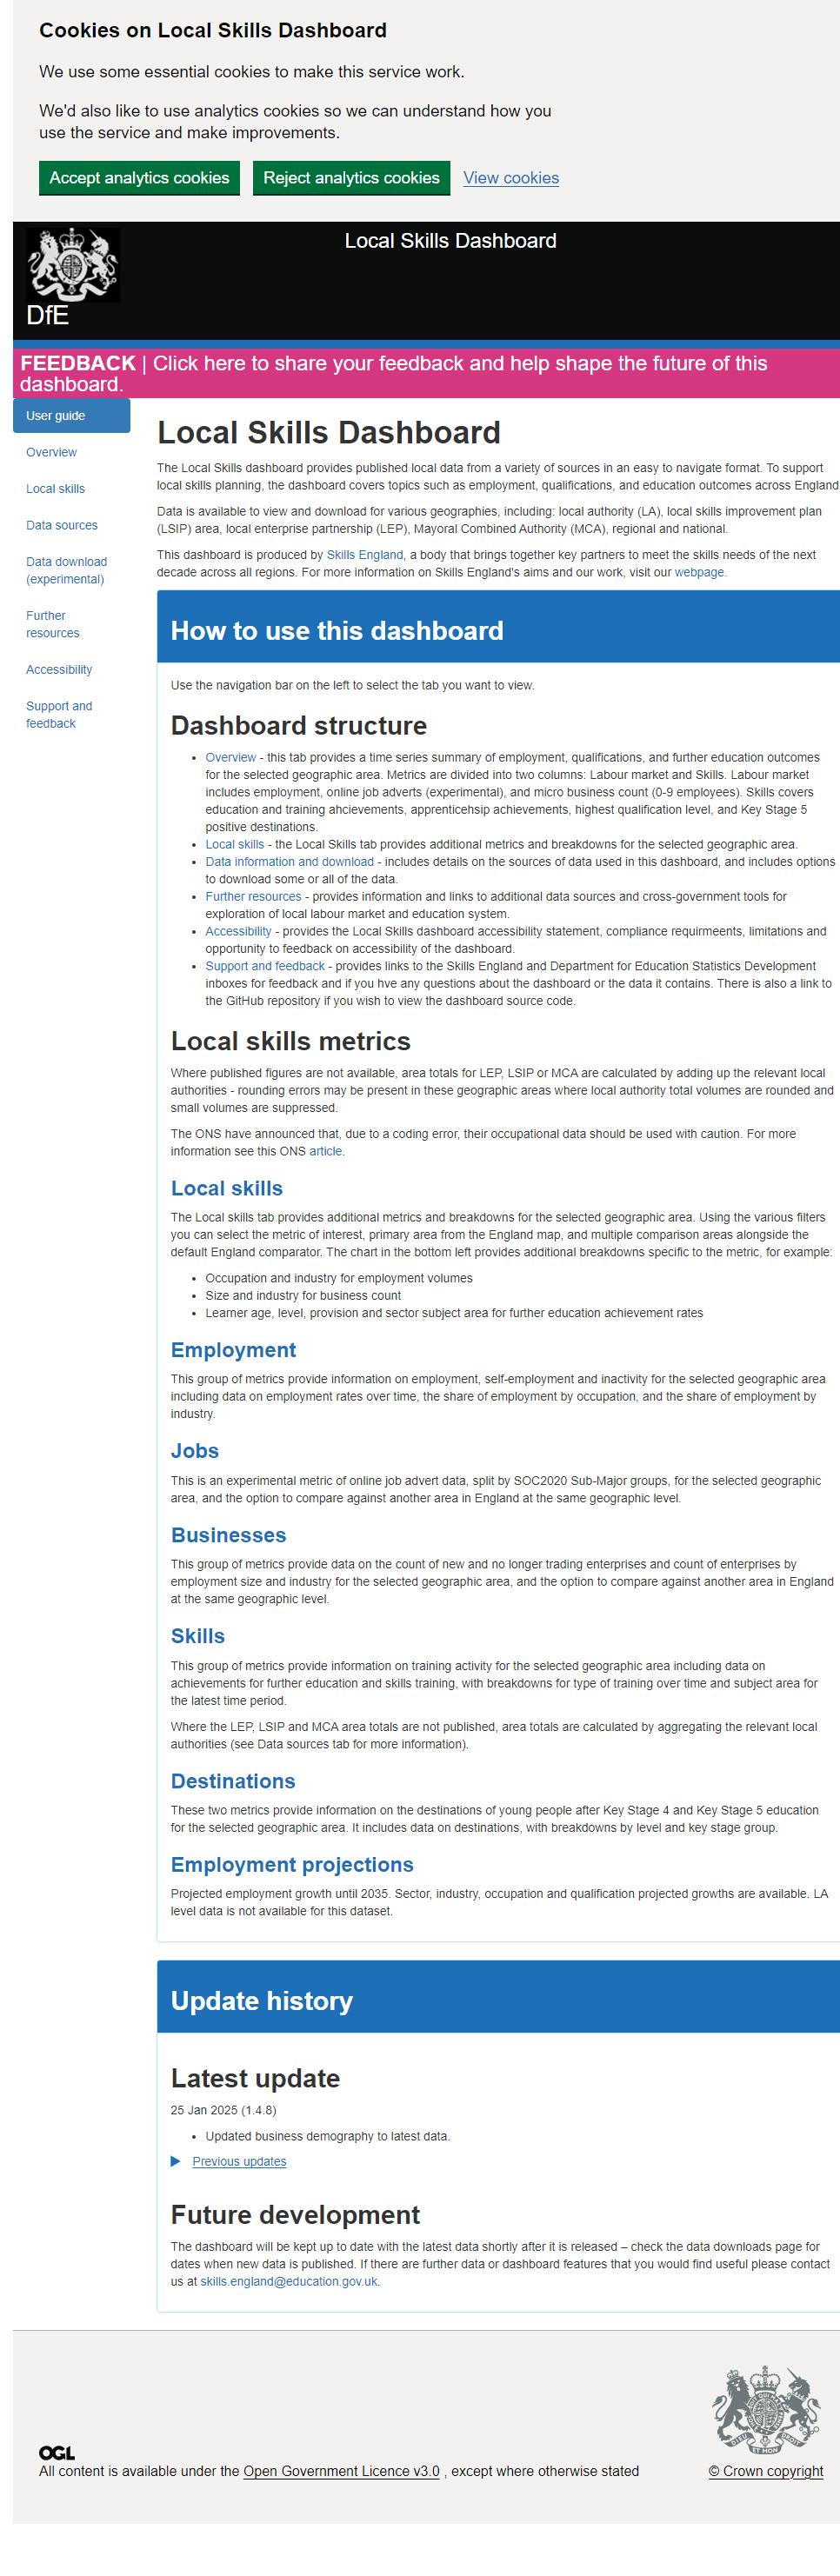 Cookies on Local Skills Dashboard
We use some essential cookies to make this service work.
We'd also like to use analytics cookies so we can understand how you
use the service and make improvements.
Accept analytics cookies Reject analytics cookies View cookies
Local Skills Dashboard
DfE
FEEDBACK | Click here to share your feedback and help shape the future of this
dashboard.
User guide
Overview
Local skills
Data sources
Data download
(experimental)
Further
resources
Accessibility
Support and
feedback
Local Skills Dashboard
The Local Skills dashboard provides published local data from a variety of sources in an easy to navigate format. To support
local skills planning, the dashboard covers topics such as employment, qualifications, and education outcomes across England
Data is available to view and download for various geographies, including: local authority (LA), local skills improvement plan
(LSIP) area, local enterprise partnership (LEP), Mayoral Combined Authority (MCA), regional and national.
This dashboard is produced by Skills England, a body that brings together key partners to meet the skills needs of the next
decade across all regions. For more information on Skills England's aims and our work, visit our webpage.
How to use this dashboard
Use the navigation bar on the left to select the tab you want to view.
Dashboard structure
• Overview - this tab provides a time series summary of employment, qualifications, and further education outcomes
for the selected geographic area. Metrics are divided into two columns: Labour market and Skills. Labour market
includes employment, online job adverts (experimental), and micro business count (0-9 employees). Skills covers
education and training ahcievements, apprenticehsip achievements, highest qualification level, and Key Stage 5
positive destinations.
• Local skills - the Local Skills tab provides additional metrics and breakdowns for the selected geographic area.
• Data information and download - includes details on the sources of data used in this dashboard, and includes options
to download some or all of the data.
• Further resources - provides information and links to additional data sources and cross-government tools for
exploration of local labour market and education system.
• Accessibility - provides the Local Skills dashboard accessibility statement, compliance requirmeents, limitations and
opportunity to feedback on accessibility of the dashboard.
• Support and feedback - provides links to the Skills England and Department for Education Statistics Development
inboxes for feedback and if you hve any questions about the dashboard or the data it contains. There is also a link to
the GitHub repository if you wish to view the dashboard source code.
Local skills metrics
Where published figures are not available, area totals for LEP, LSIP or MCA are calculated by adding up the relevant local
authorities - rounding errors may be present in these geographic areas where local authority total volumes are rounded and
small volumes are suppressed.
The ONS have announced that, due to a coding error, their occupational data should be used with caution. For more
information see this ONS article.
Local skills
The Local skills tab provides additional metrics and breakdowns for the selected geographic area. Using the various filters
you can select the metric of interest, primary area from the England map, and multiple comparison areas alongside the
default England comparator. The chart in the bottom left provides additional breakdowns specific to the metric, for example:
• Occupation and industry for employment volumes
• Size and industry for business count
• Learner age, level, provision and sector subject area for further education achievement rates
Employment
This group of metrics provide information on employment, self-employment and inactivity for the selected geographic area
including data on employment rates over time, the share of employment by occupation, and the share of employment by
industry.
Jobs
This is an experimental metric of online job advert data, split by SOC2020 Sub-Major groups, for the selected geographic
area, and the option to compare against another area in England at the same geographic level.
Businesses
This group of metrics provide data on the count of new and no longer trading enterprises and count of enterprises by
employment size and industry for the selected geographic area, and the option to compare against another area in England
at the same geographic level.
Skills
This group of metrics provide information on training activity for the selected geographic area including data on
achievements for further education and skills training, with breakdowns for type of training over time and subject area for
the latest time period.
Where the LEP, LSIP and MCA area totals are not published, area totals are calculated by aggregating the relevant local
authorities (see Data sources tab for more information).
Destinations
These two metrics provide information on the destinations of young people after Key Stage 4 and Key Stage 5 education
for the selected geographic area. It includes data on destinations, with breakdowns by level and key stage group.
Employment projections
Projected employment growth until 2035. Sector, industry, occupation and qualification projected growths are available. LA
level data is not available for this dataset.
Update history
Latest update
25 Jan 2025 (1.4.8)
• Updated business demography to latest data.
Previous updates
Future development
The dashboard will be kept up to date with the latest data shortly after it is released – check the data downloads page for
dates when new data is published. If there are further data or dashboard features that you would find useful please contact
us at skills.england@education.gov.uk.
OGL
All content is available under the Open Government Licence v3.0 , except where otherwise stated
© Crown copyright